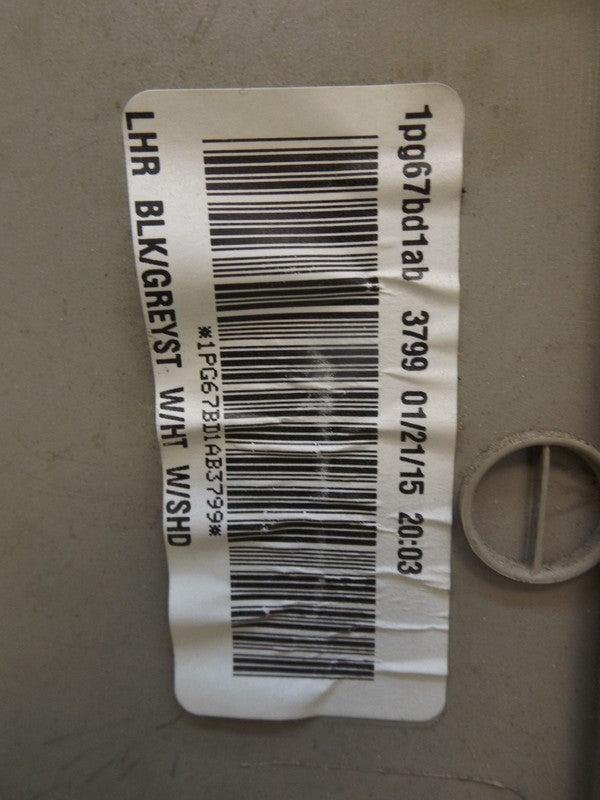 1pg67bd1ab 3799 01/21/15 20:03
*1PG67BD1AB3799*
LHR BLK/GREYST W/HT W/SHD